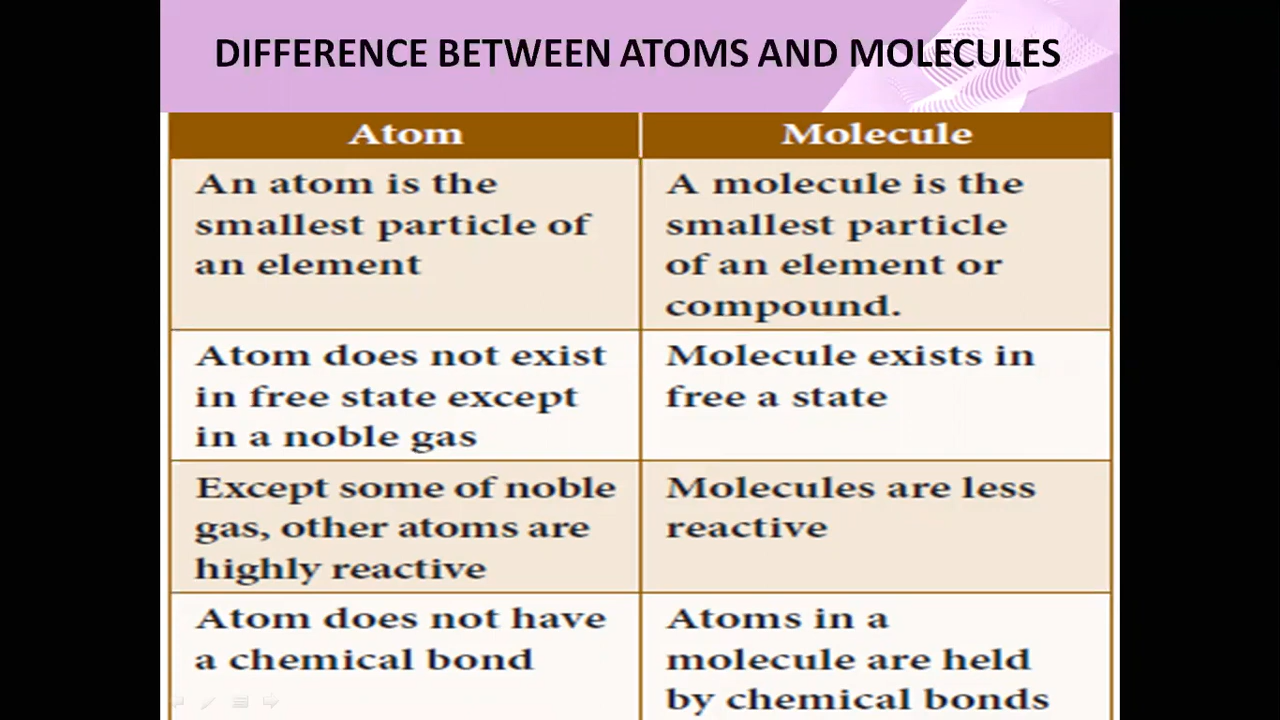 DIFFERENCE BETWEEN ATOMS AND MOLECULES
Atom
Molecule
An atom is the
smallest particle of
an element
A molecule is the
smallest particle
of an element or
compound.
Atom does not exist
in free state except
in a noble gas
Molecule exists in
free a state
Except some of noble
gas, other atoms are
highly reactive
Molecules are less
reactive
Atom does not have
a chemical bond
Atoms in a
molecule are held
by chemical bonds